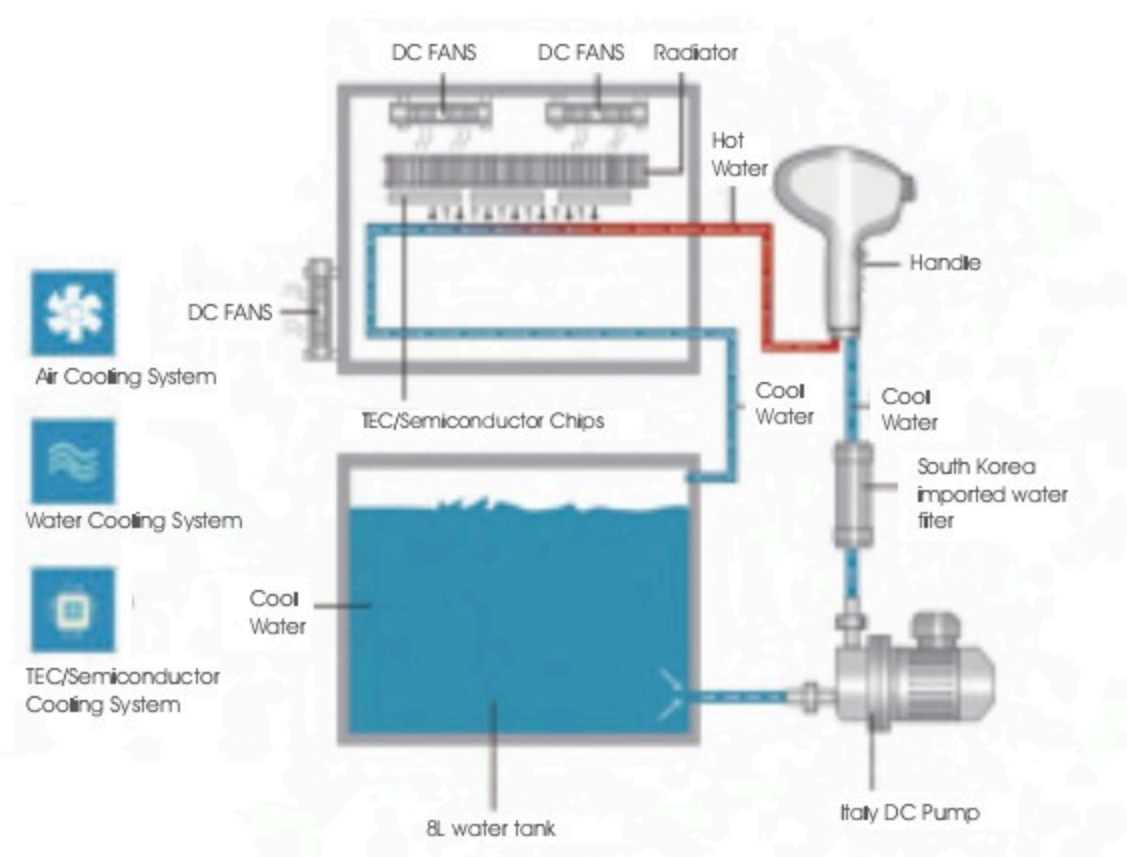 DC FANS
DC FANS
Radiator
Hot
Water
Handle
DC FANS
Air Cooling System
Cool
Water
Cool
Water
TEC/Semiconductor Chips
South Korea
imported water
filter
Water Cooling System
Cool
Water
TEC/Semiconductor
Cooling System
Italy DC Pump
8L water tank